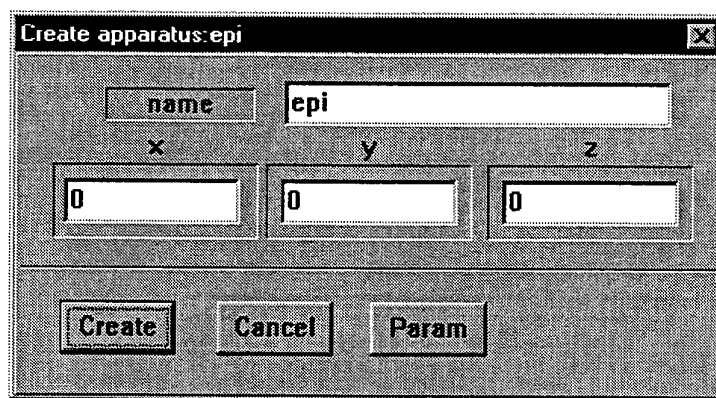 Create apparatus:epi
name epi
x y z
0 0 0
Create Cancel Param